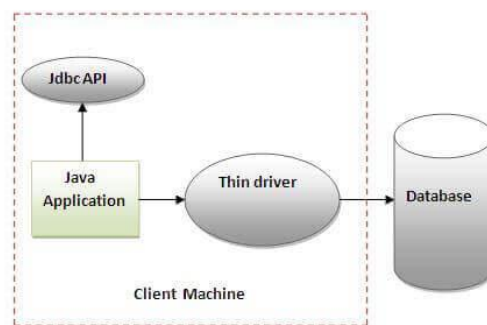 Jdbc API
Java
Application
Thin driver
Database
Client Machine